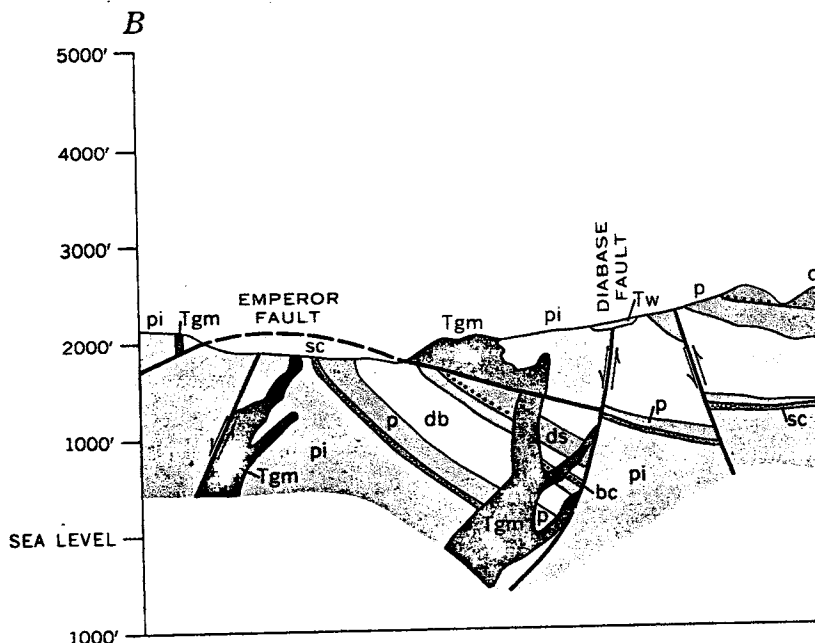 B
5000'
4000'
3000'
2000'
1000'
SEA LEVEL
1000'
pi
Tgm
EMPEROR
FAULT
sc
Tgm
pi
DIABASE
FAULT
Tw
p
p
db
ds
p
sc
pi
Tgm
pi
bc
Tgm
p